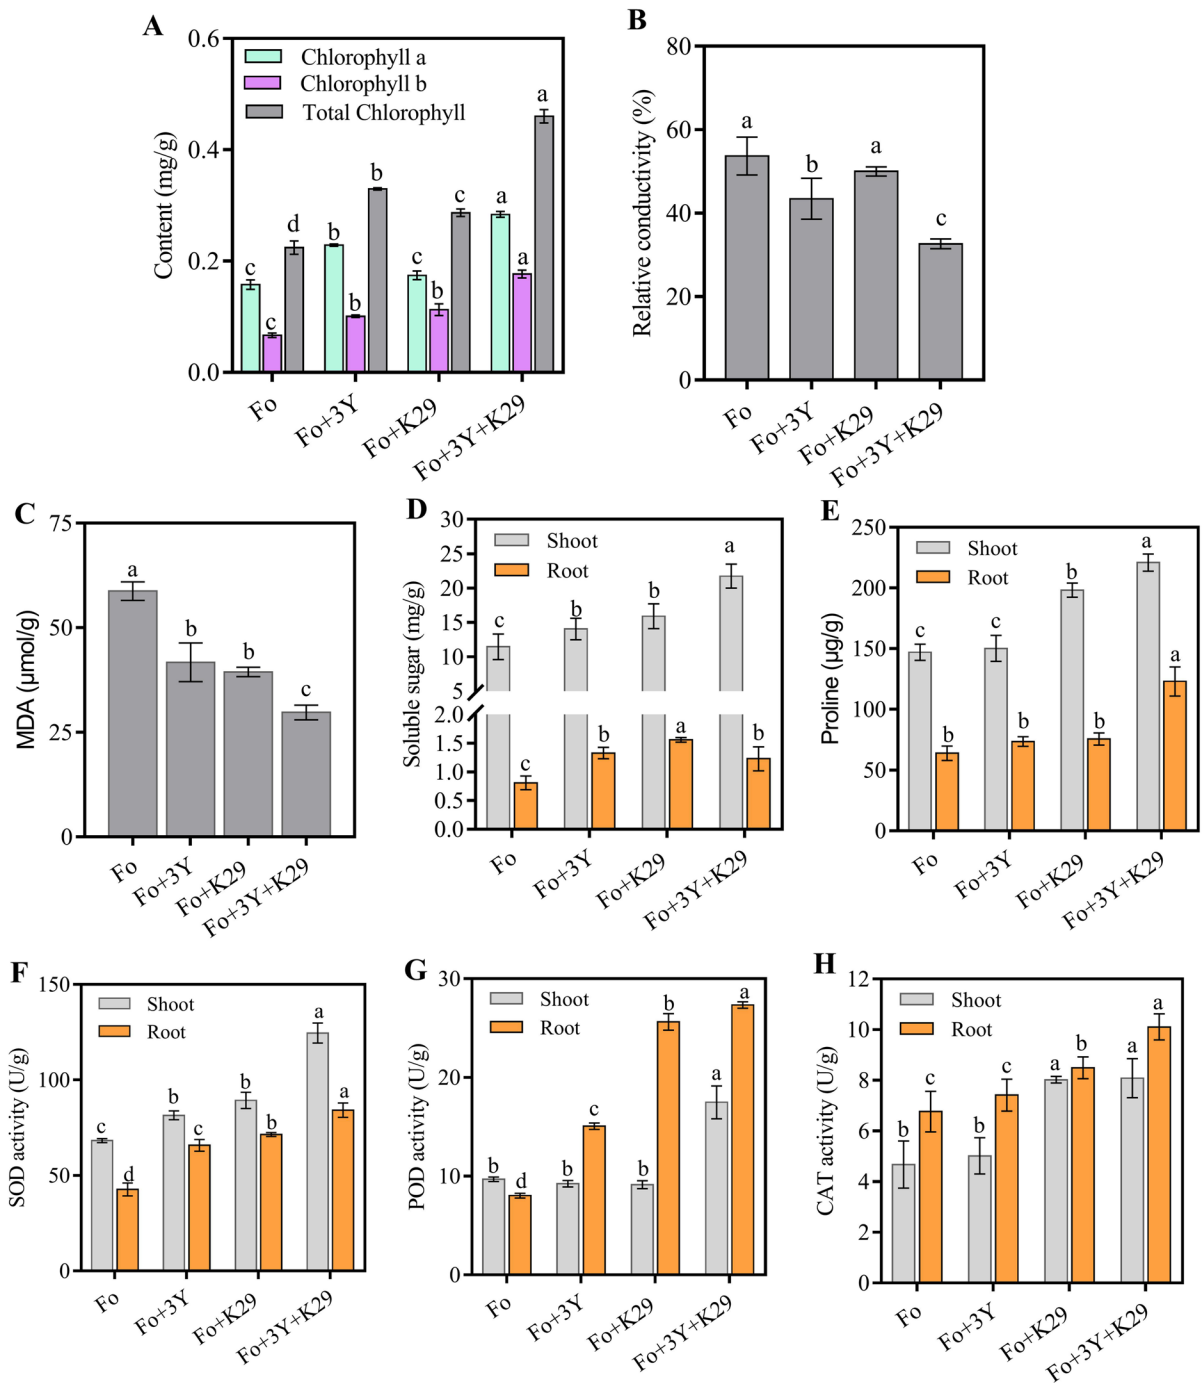 A
Content (mg/g)
0.6
0.4
0.2
0.0
Chlorophyll a
Chlorophyll b
Total Chlorophyll
c
c
d
b
b
b
c
b
c
a
a
a
Fo
Fo+3Y
Fo+K29
Fo+3Y+K29
B
Relative conductivity (%)
80
60
40
20
0
a
b
a
c
Fo
Fo+3Y
Fo+K29
Fo+3Y+K29
C
MDA (μmol/g)
75
50
25
0
a
b
b
c
Fo
Fo+3Y
Fo+K29
Fo+3Y+K29
D
Soluble sugar (mg/g)
30
25
20
15
10
5
2.0
1.5
1.0
0.5
0.0
Shoot
Root
c
c
b
b
b
a
a
b
Fo
Fo+3Y
Fo+K29
Fo+3Y+K29
E
Proline (μg/g)
250
200
150
100
50
0
Shoot
Root
c
b
c
b
b
b
a
a
Fo
Fo+3Y
Fo+K29
Fo+3Y+K29
F
SOD activity (U/g)
150
100
50
0
Shoot
Root
c
d
b
c
b
b
a
a
Fo
Fo+3Y
Fo+K29
Fo+3Y+K29
G
POD activity (U/g)
30
20
10
0
Shoot
Root
b
d
b
c
b
b
a
a
Fo
Fo+3Y
Fo+K29
Fo+3Y+K29
H
CAT activity (U/g)
12
10
8
6
4
2
0
Shoot
Root
b
c
b
c
a
b
a
a
Fo
Fo+3Y
Fo+K29
Fo+3Y+K29